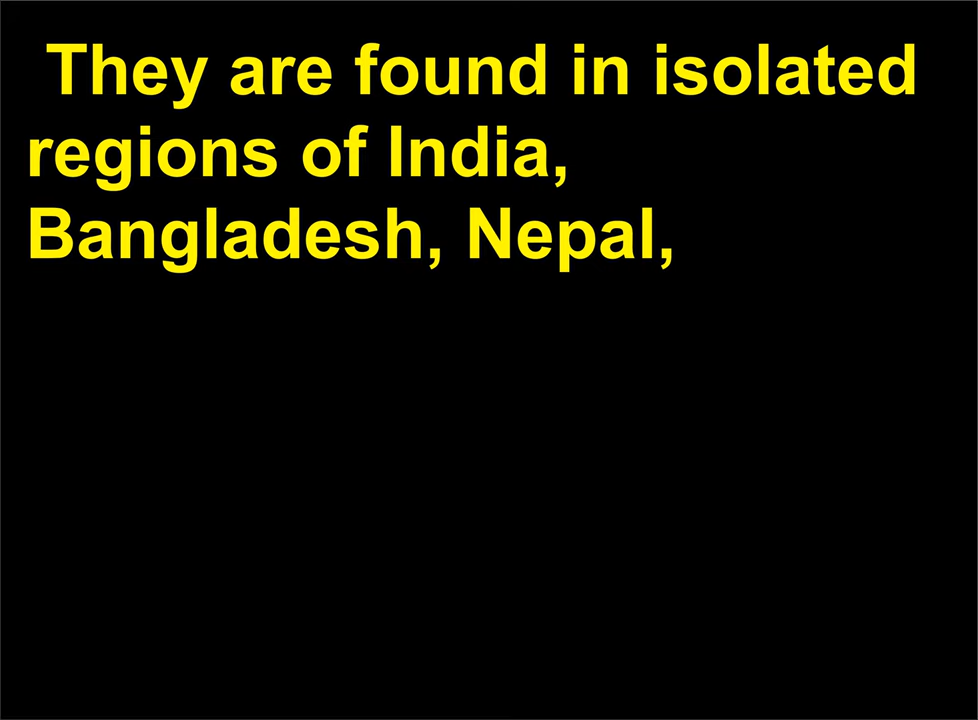 They are found in isolated
regions of India,
Bangladesh, Nepal,